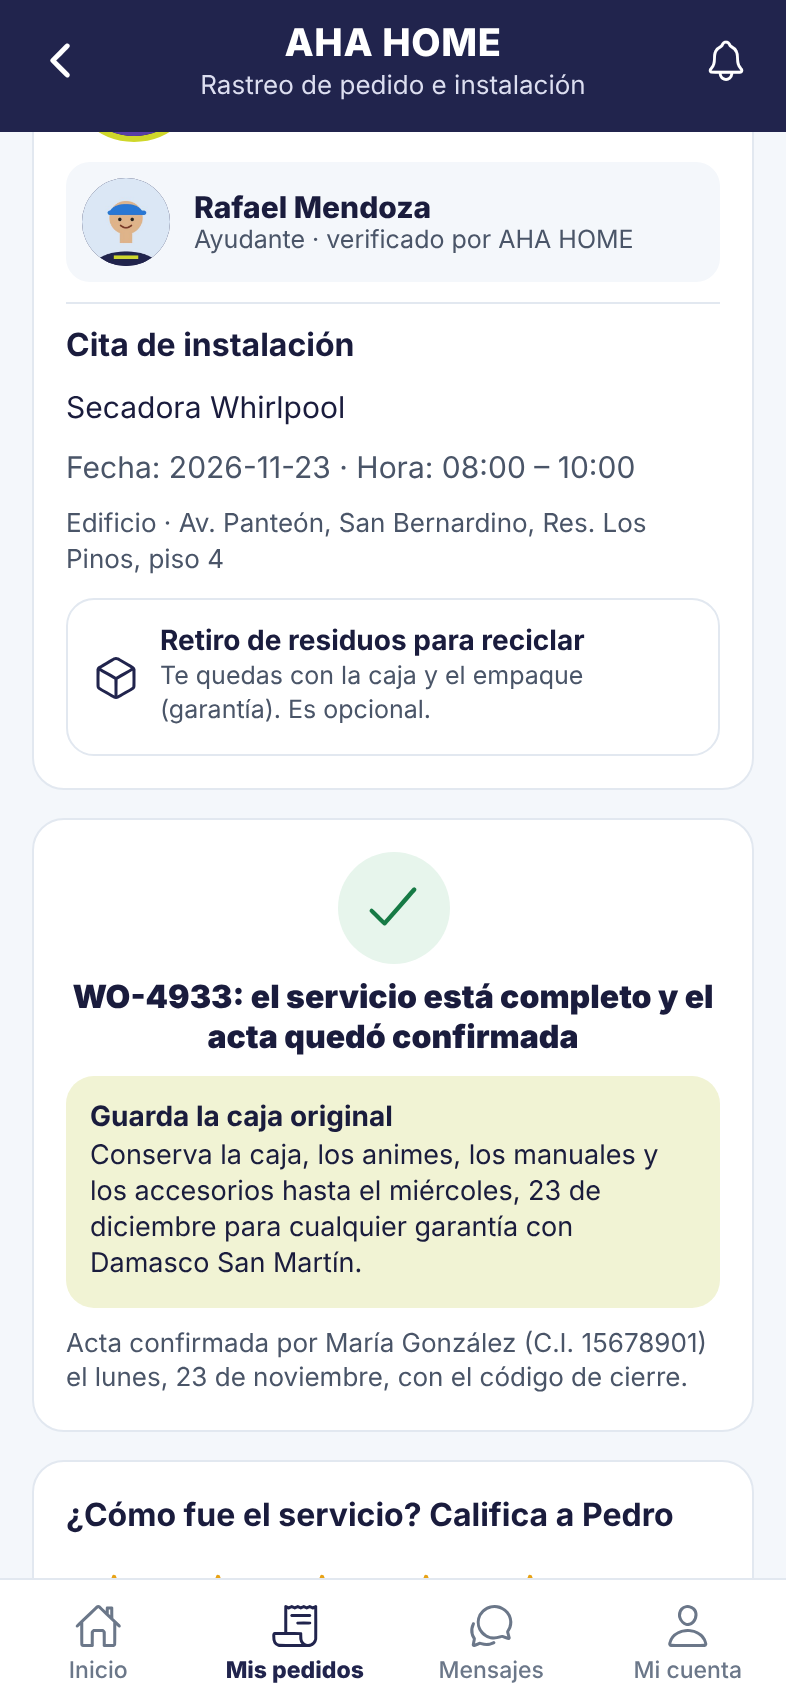 AHA HOME
Rastreo de pedido e instalación
Rafael Mendoza
Ayudante · verificado por AHA HOME
Cita de instalación
Secadora Whirlpool
Fecha: 2026-11-23 · Hora: 08:00 – 10:00
Edificio · Av. Panteón, San Bernardino, Res. Los
Pinos, piso 4
Retiro de residuos para reciclar
Te quedas con la caja y el empaque
(garantía). Es opcional.
WO-4933: el servicio está completo y el
acta quedó confirmada
Guarda la caja original
Conserva la caja, los animes, los manuales y
los accesorios hasta el miércoles, 23 de
diciembre para cualquier garantía con
Damasco San Martín.
Acta confirmada por María González (C.I. 15678901)
el lunes, 23 de noviembre, con el código de cierre.
¿Cómo fue el servicio? Califica a Pedro
Inicio
Mis pedidos
Mensajes
Mi cuenta